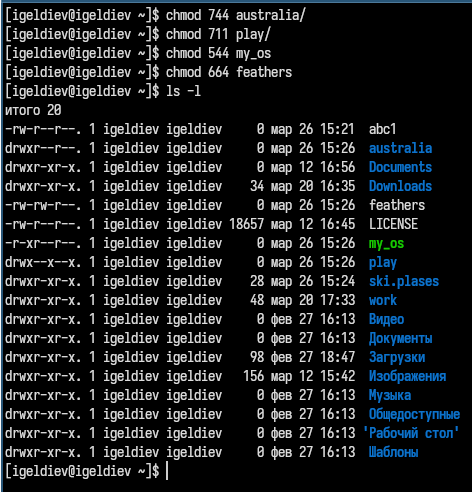 [igeldiev@igeldiev ~]$ chmod 744 australia/
[igeldiev@igeldiev ~]$ chmod 711 play/
[igeldiev@igeldiev ~]$ chmod 544 my_os
[igeldiev@igeldiev ~]$ chmod 664 feathers
[igeldiev@igeldiev ~]$ ls -l
итого 20
-rw-r--r--. 1 igeldiev igeldiev     0 мар 26 15:21  abc1
drwxr--r--. 1 igeldiev igeldiev     0 мар 26 15:26  australia
drwxr-xr-x. 1 igeldiev igeldiev     0 мар 12 16:56  Documents
drwxr-xr-x. 1 igeldiev igeldiev    34 мар 20 16:35  Downloads
-rw-rw-r--. 1 igeldiev igeldiev     0 мар 26 15:26  feathers
-rw-r--r--. 1 igeldiev igeldiev 18657 мар 12 16:45  LICENSE
-r-xr--r--. 1 igeldiev igeldiev     0 мар 26 15:26  my_os
drwx--x--x. 1 igeldiev igeldiev     0 мар 26 15:26  play
drwxr-xr-x. 1 igeldiev igeldiev    28 мар 26 15:24  ski.plases
drwxr-xr-x. 1 igeldiev igeldiev    48 мар 20 17:33  work
drwxr-xr-x. 1 igeldiev igeldiev     0 фев 27 16:13  Видео
drwxr-xr-x. 1 igeldiev igeldiev     0 фев 27 16:13  Документы
drwxr-xr-x. 1 igeldiev igeldiev    98 фев 27 18:47  Загрузки
drwxr-xr-x. 1 igeldiev igeldiev   156 мар 12 15:42  Изображения
drwxr-xr-x. 1 igeldiev igeldiev     0 фев 27 16:13  Музыка
drwxr-xr-x. 1 igeldiev igeldiev     0 фев 27 16:13  Общедоступные
drwxr-xr-x. 1 igeldiev igeldiev     0 фев 27 16:13 'Рабочий стол'
drwxr-xr-x. 1 igeldiev igeldiev     0 фев 27 16:13  Шаблоны
[igeldiev@igeldiev ~]$